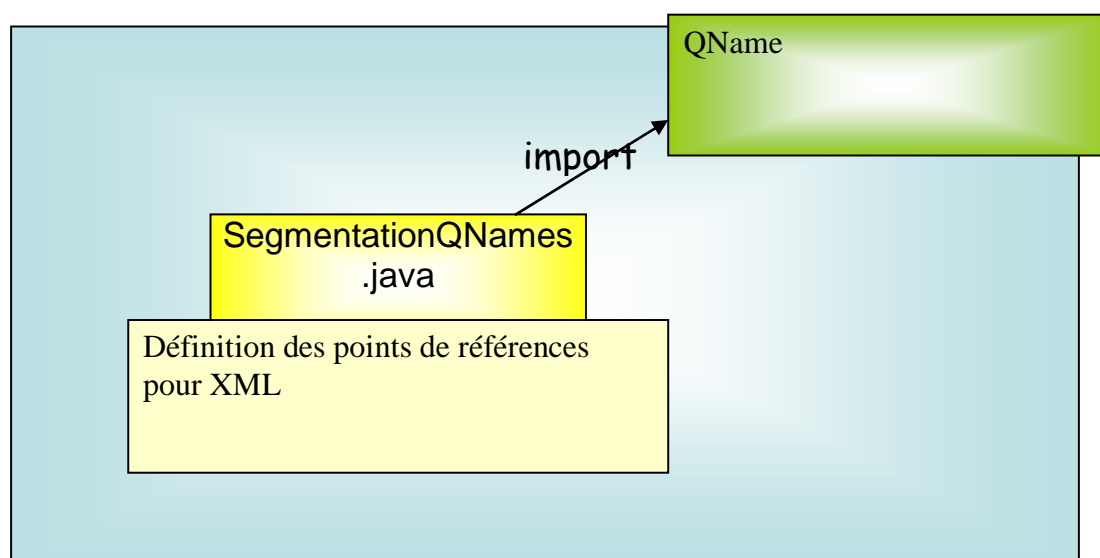 QName
import
SegmentationQNames
.java
Définition des points de références
pour XML